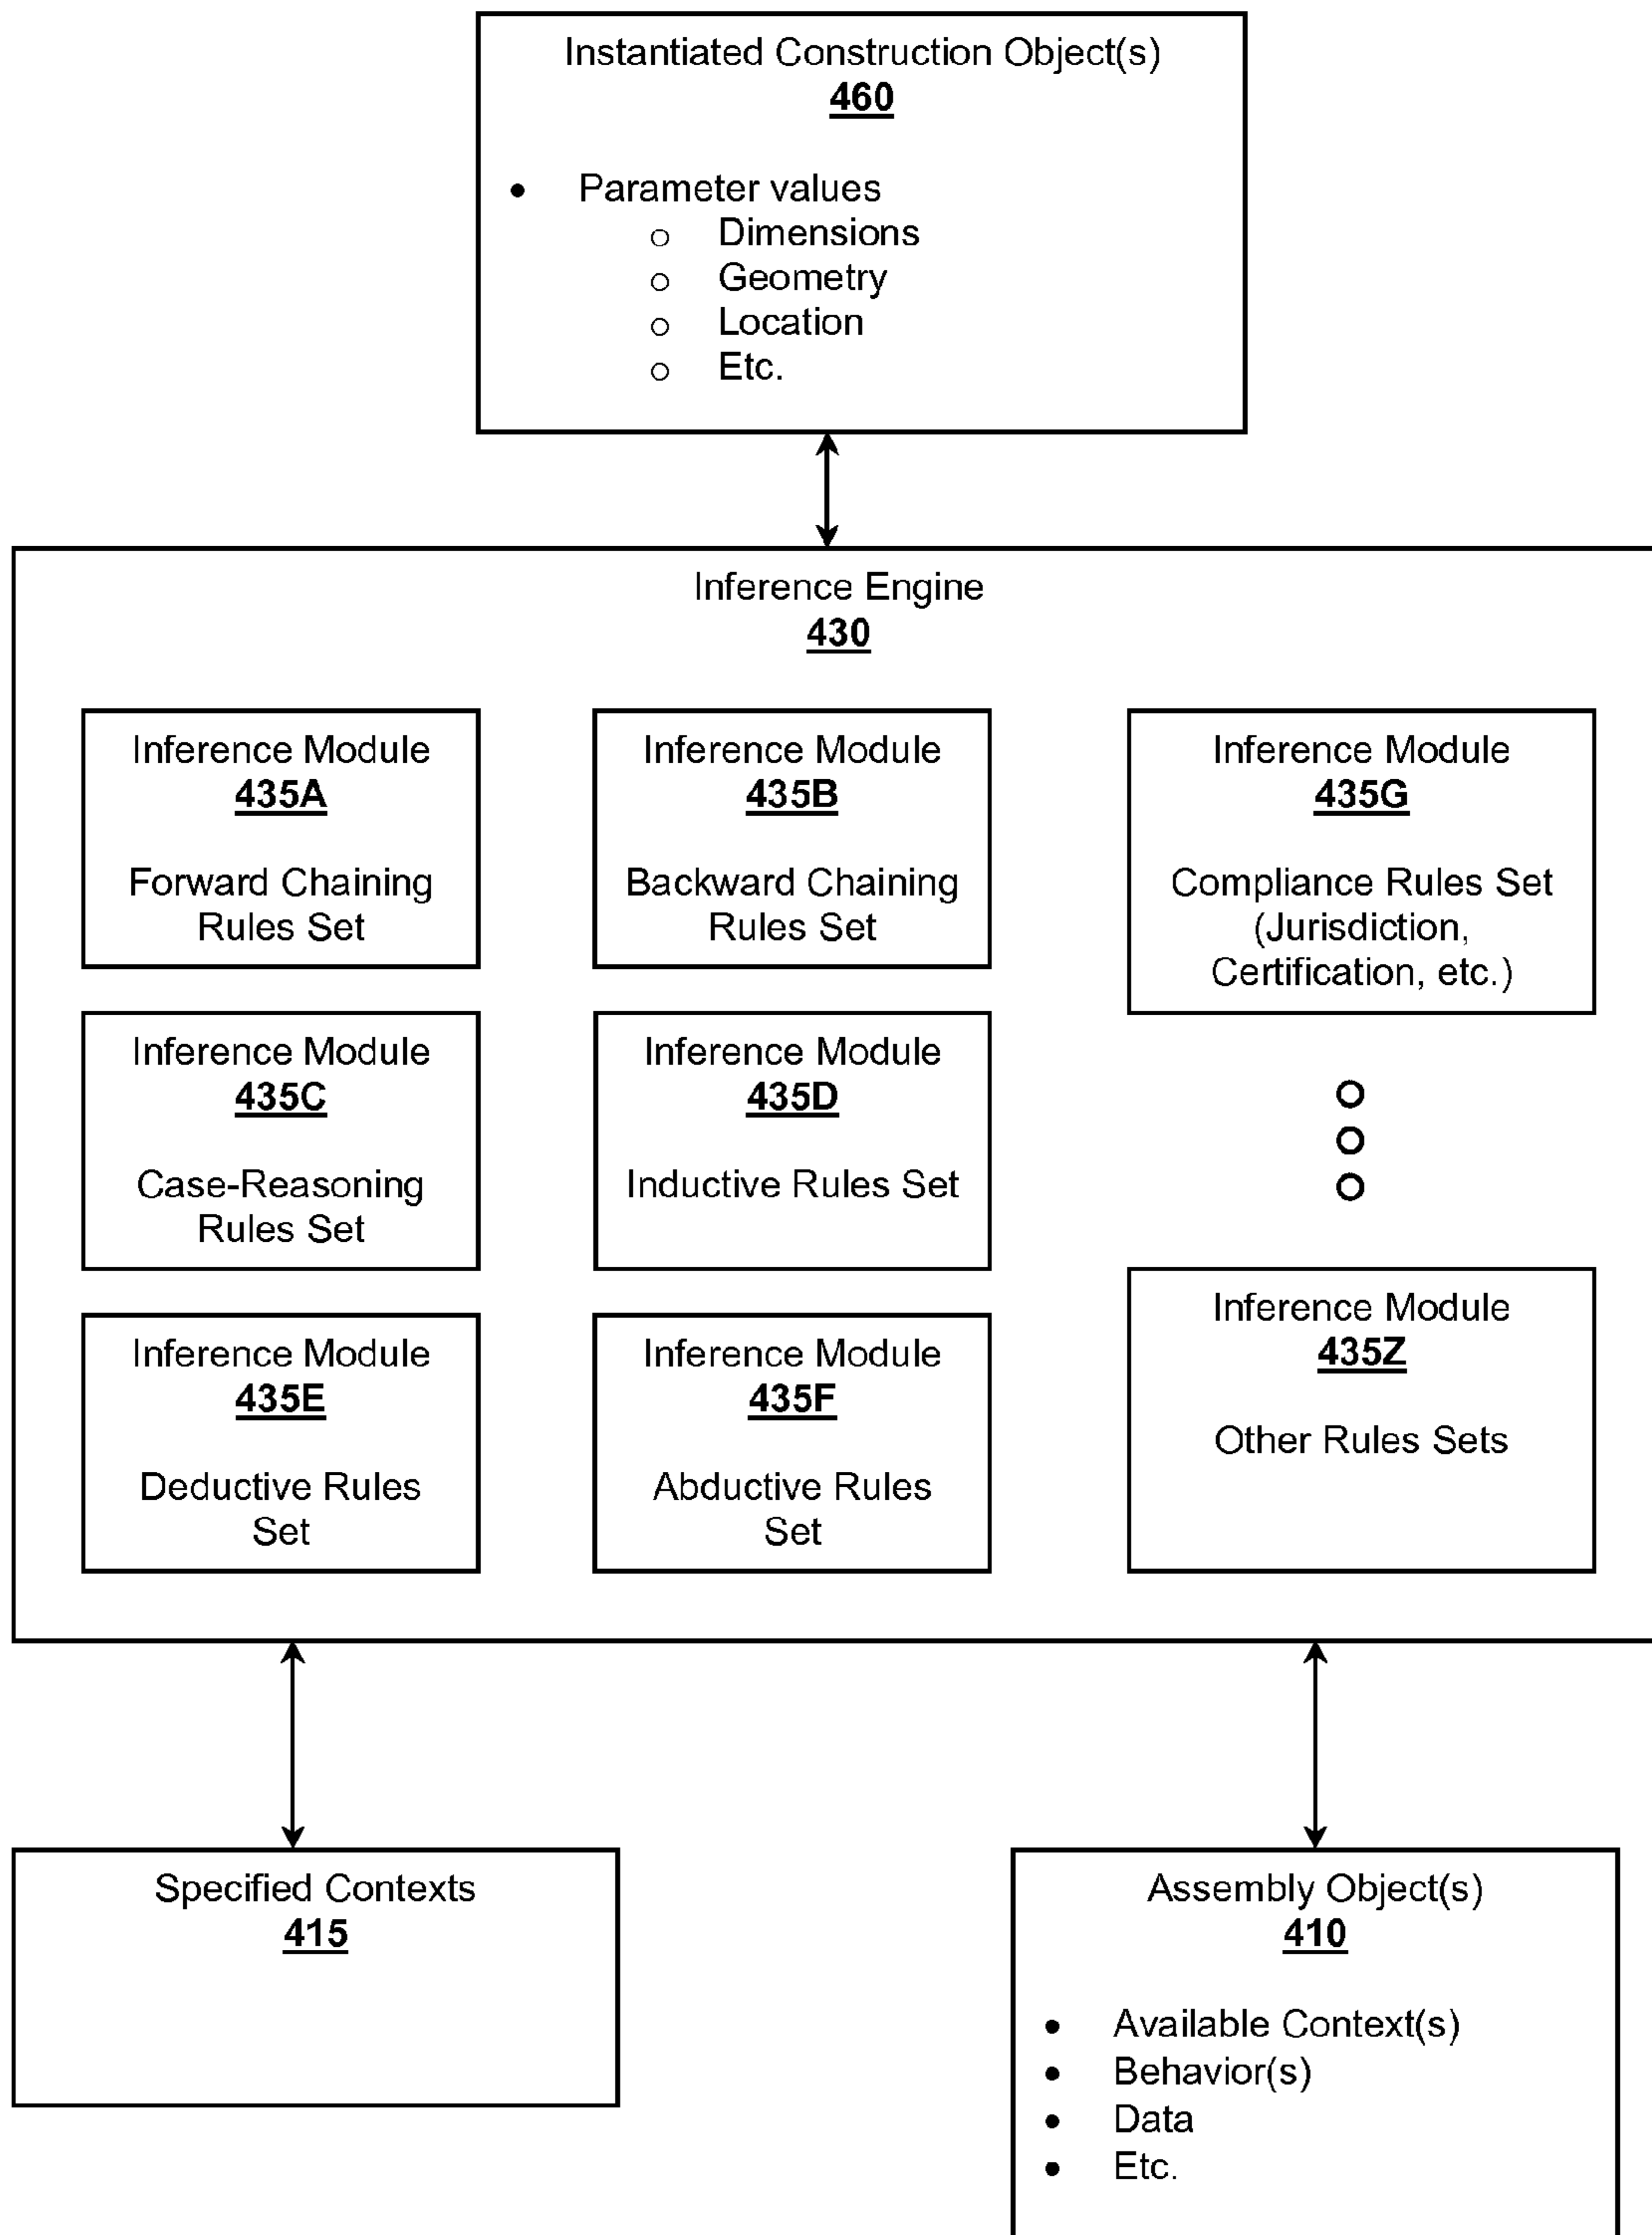 Instantiated Construction Object(s)
460
• Parameter values
○ Dimensions
○ Geometry
○ Location
○ Etc.
Inference Engine
430
Inference Module
435A
Forward Chaining
Rules Set
Inference Module
435B
Backward Chaining
Rules Set
Inference Module
435G
Compliance Rules Set
(Jurisdiction,
Certification, etc.)
Inference Module
435C
Case-Reasoning
Rules Set
Inference Module
435D
Inductive Rules Set
Inference Module
435E
Deductive Rules
Set
Inference Module
435F
Abductive Rules
Set
Inference Module
435Z
Other Rules Sets
Specified Contexts
415
Assembly Object(s)
410
• Available Context(s)
• Behavior(s)
• Data
• Etc.